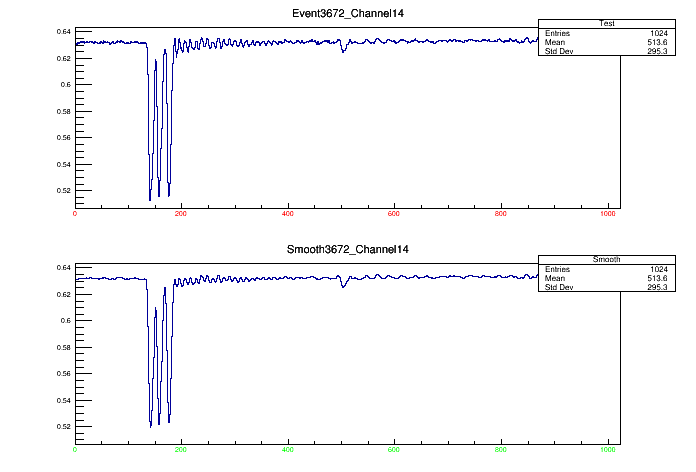 Event3672_Channel14
Test
Entries 1024
Mean 513.6
Std Dev 295.3
0.64
0.62
0.6
0.58
0.56
0.54
0.52
0 200 400 600 800 1000
Smooth3672_Channel14
Smooth
Entries 1024
Mean 513.6
Std Dev 295.3
0.64
0.62
0.6
0.58
0.56
0.54
0.52
0 200 400 600 800 1000